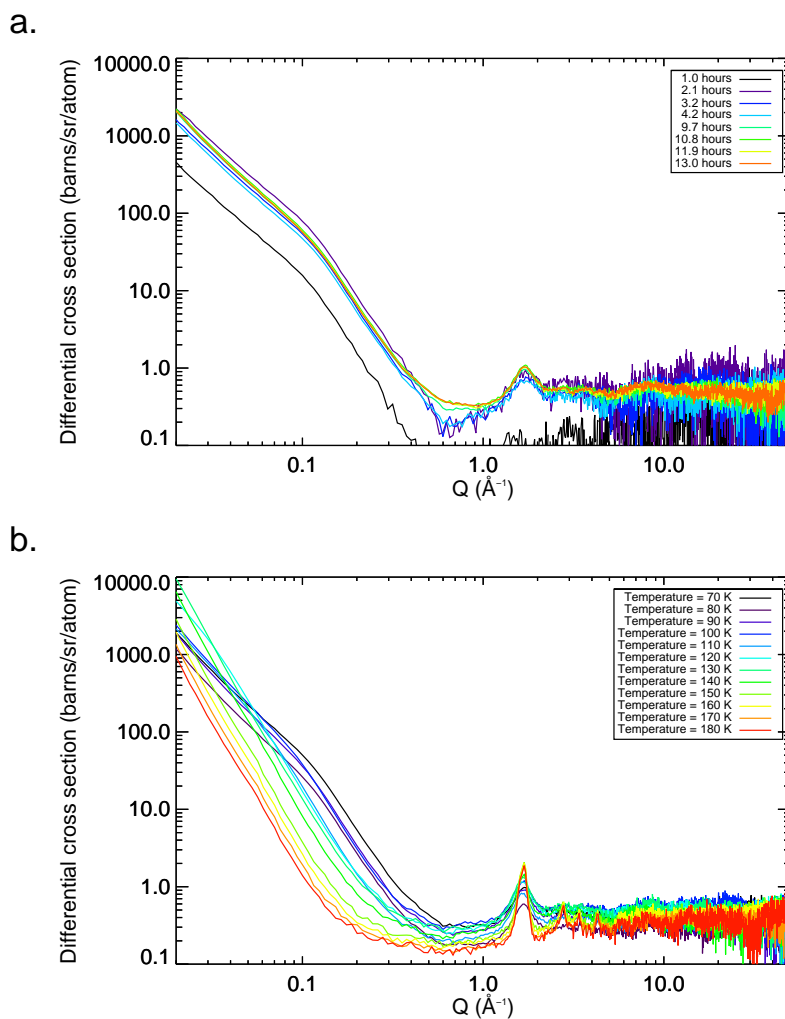 a.
10000.0
1000.0
100.0
10.0
1.0
0.1
Differential cross section (barns/sr/atom)
0.1
1.0
10.0
Q (Å⁻¹)
1.0 hours
2.1 hours
3.2 hours
4.2 hours
9.7 hours
10.8 hours
11.9 hours
13.0 hours
b.
10000.0
1000.0
100.0
10.0
1.0
0.1
Differential cross section (barns/sr/atom)
0.1
1.0
10.0
Q (Å⁻¹)
Temperature = 70 K
Temperature = 80 K
Temperature = 90 K
Temperature = 100 K
Temperature = 110 K
Temperature = 120 K
Temperature = 130 K
Temperature = 140 K
Temperature = 150 K
Temperature = 160 K
Temperature = 170 K
Temperature = 180 K